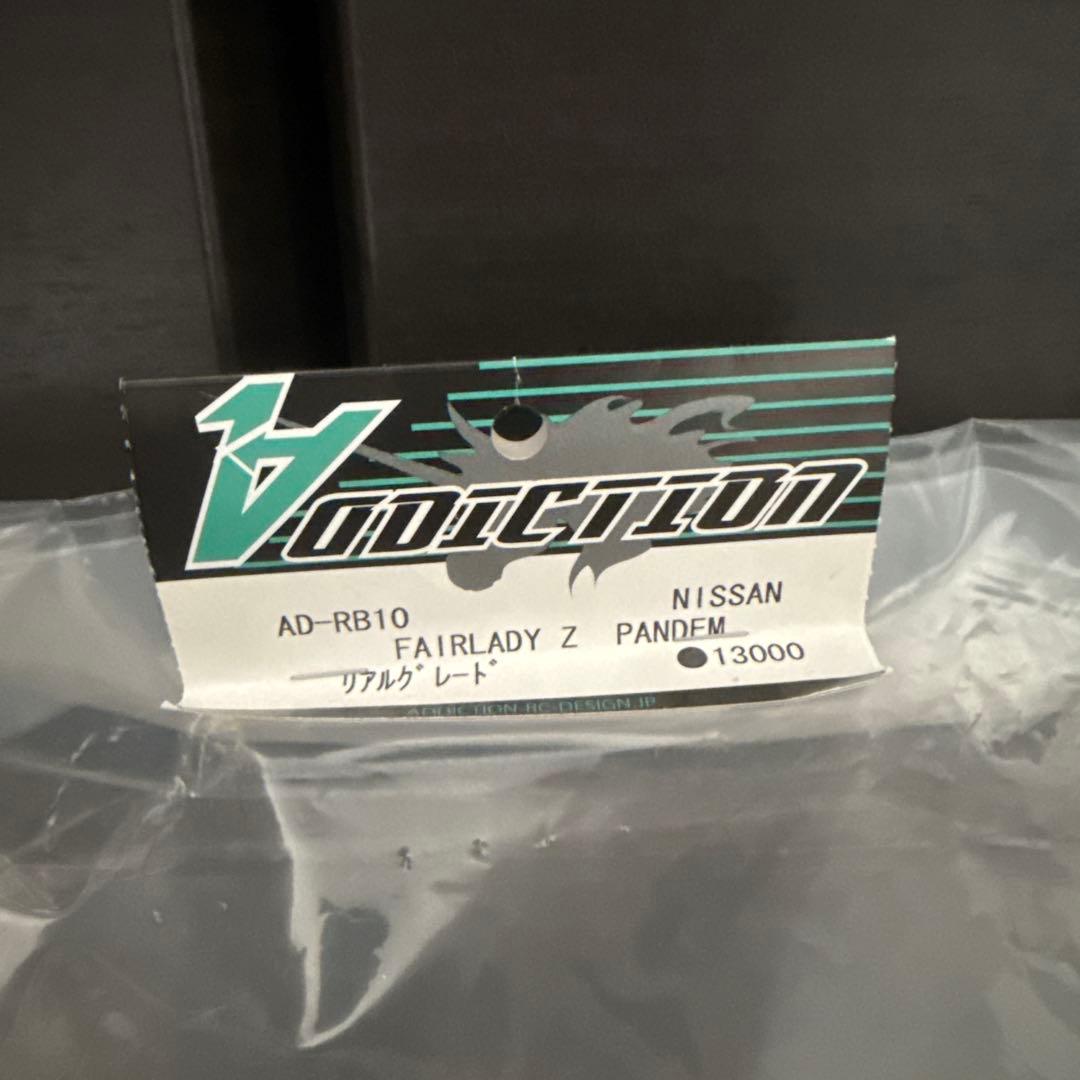 ADDICTION
AD-RB10 NISSAN
FAIRLADY Z PANDEM
リアルグレード ●13000
ADDICTION.RC-DESIGN.JP